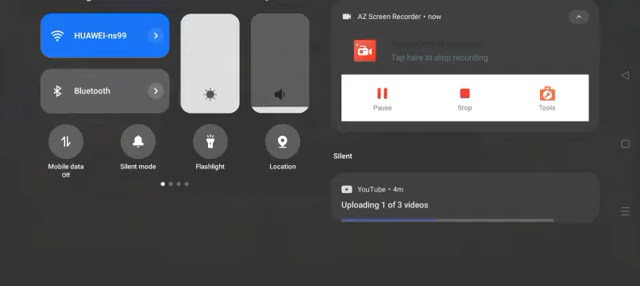 HUAWEI-ns99
Bluetooth
Mobile data
Off
Silent mode
Flashlight
Location
AZ Screen Recorder • now
Tap here to stop recording
Pause
Stop
Tools
Silent
YouTube • 4m
Uploading 1 of 3 videos